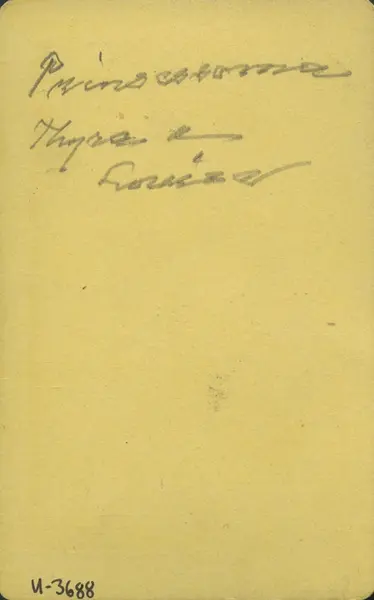 Prinsessorna
Thyra o
Louise
U-3688